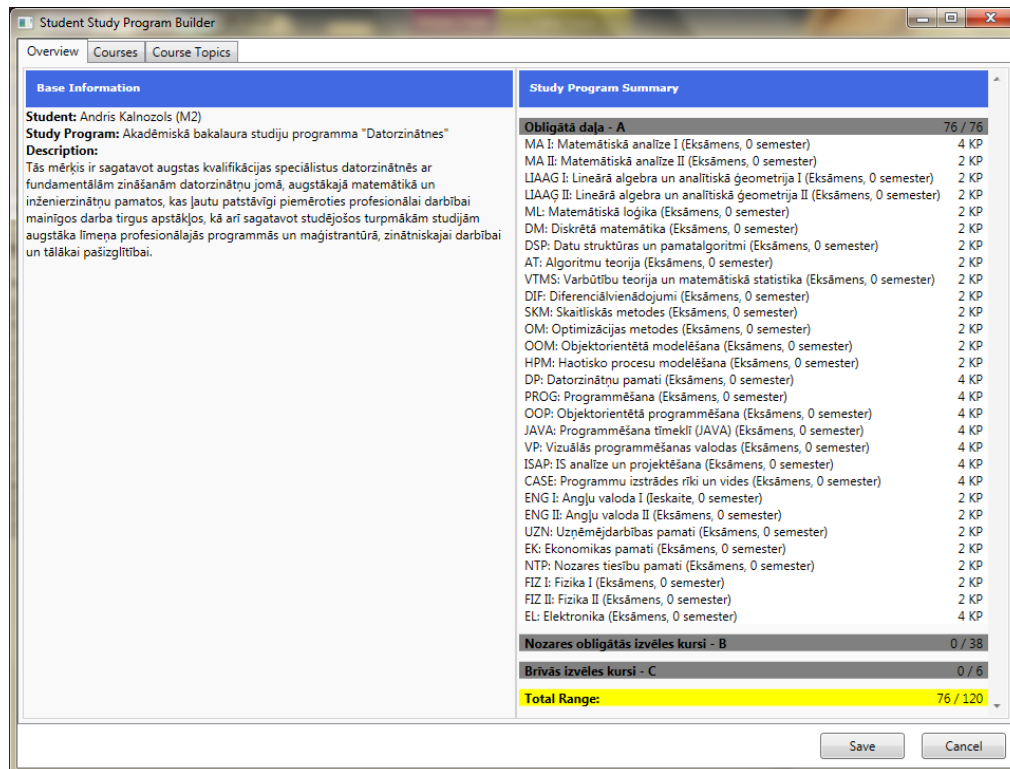 Student Study Program Builder
Overview
Courses
Course Topics
Base Information
Student: Andris Kalnozols (M2)
Study Program: Akadēmiskā bakalaura studiju programma "Datorzinātnes"
Description:
Tās mērķis ir sagatavot augstas kvalifikācijas speciālistus datorzinātnēs ar
fundamentālām zināšanām datorzinātņu jomā, augstākajā matemātikā un
inženierzinātņu pamatos, kas ļautu patstāvīgi piemēroties profesionālai darbībai
mainīgos darba tirgus apstākļos, kā arī sagatavot studējošos turpmākām studijām
augstāka līmeņa profesionālajās programmās un maģistrantūrā, zinātniskajai darbībai
un tālākai pašizglītībai.
Study Program Summary
Obligātā daļa - A 76 / 76
MA I: Matemātiskā analīze I (Eksāmens, 0 semester) 4 KP
MA II: Matemātiskā analīze II (Eksāmens, 0 semester) 2 KP
LIAAG I: Lineārā algebra un analītiskā ģeometrija I (Eksāmens, 0 semester) 2 KP
LIAAĢ II: Lineārā algebra un analītiskā ģeometrija II (Eksāmens, 0 semester) 2 KP
ML: Matemātiskā loģika (Eksāmens, 0 semester) 2 KP
DM: Diskrētā matemātika (Eksāmens, 0 semester) 2 KP
DSP: Datu struktūras un pamatalgoritmi (Eksāmens, 0 semester) 2 KP
AT: Algoritmu teorija (Eksāmens, 0 semester) 2 KP
VTMS: Varbūtību teorija un matemātiskā statistika (Eksāmens, 0 semester) 2 KP
DIF: Diferenciālvienādojumi (Eksāmens, 0 semester) 2 KP
SKM: Skaitliskās metodes (Eksāmens, 0 semester) 2 KP
OM: Optimizācijas metodes (Eksāmens, 0 semester) 2 KP
OOM: Objektorientētā modelēšana (Eksāmens, 0 semester) 2 KP
HPM: Haotisko procesu modelēšana (Eksāmens, 0 semester) 2 KP
DP: Datorzinātņu pamati (Eksāmens, 0 semester) 4 KP
PROG: Programmēšana (Eksāmens, 0 semester) 4 KP
OOP: Objektorientētā programmēšana (Eksāmens, 0 semester) 4 KP
JAVA: Programmēšana tīmeklī (JAVA) (Eksāmens, 0 semester) 4 KP
VP: Vizuālās programmēšanas valodas (Eksāmens, 0 semester) 4 KP
ISAP: IS analīze un projektēšana (Eksāmens, 0 semester) 4 KP
CASE: Programmu izstrādes rīki un vides (Eksāmens, 0 semester) 4 KP
ENG I: Angļu valoda I (Ieskaite, 0 semester) 2 KP
ENG II: Angļu valoda II (Eksāmens, 0 semester) 2 KP
UZN: Uzņēmējdarbības pamati (Eksāmens, 0 semester) 2 KP
EK: Ekonomikas pamati (Eksāmens, 0 semester) 2 KP
NTP: Nozares tiesību pamati (Eksāmens, 0 semester) 2 KP
FIZ I: Fizika I (Eksāmens, 0 semester) 2 KP
FIZ II: Fizika II (Eksāmens, 0 semester) 2 KP
EL: Elektronika (Eksāmens, 0 semester) 4 KP
Nozares obligātās izvēles kursi - B 0 / 38
Brīvās izvēles kursi - C 0 / 6
Total Range: 76 / 120
Save
Cancel